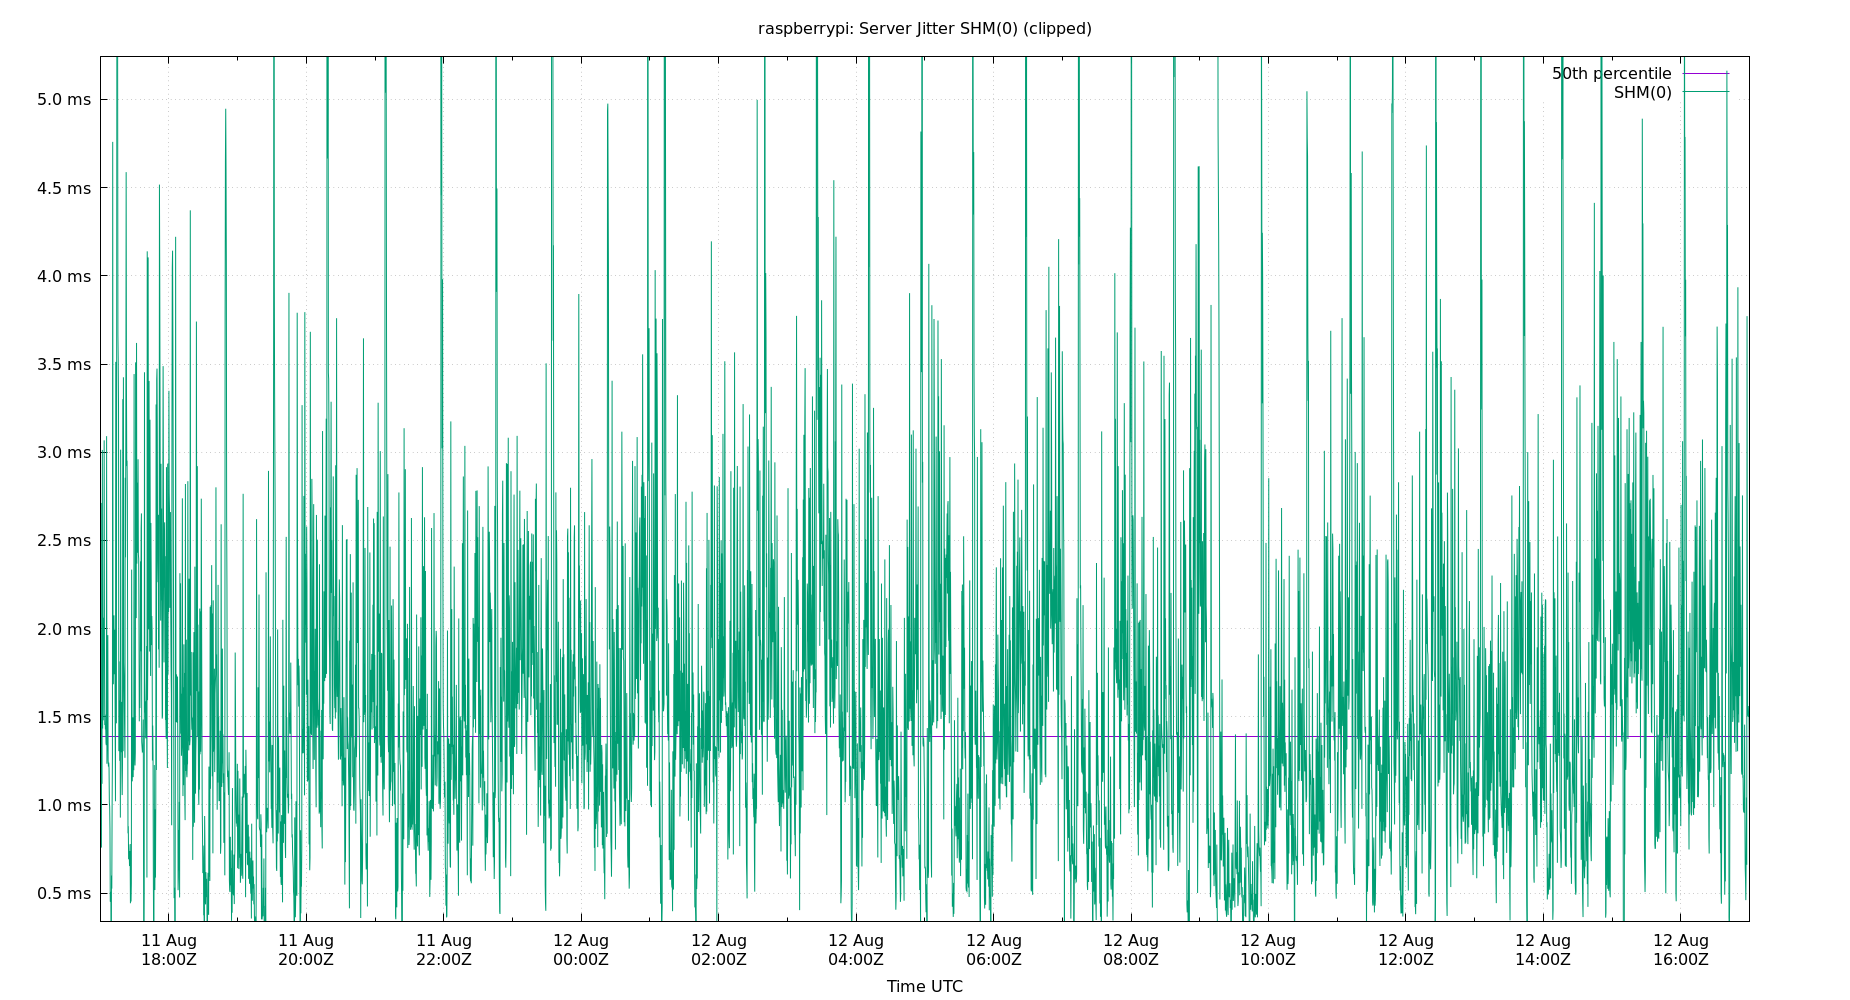 raspberrypi: Server Jitter SHM(0) (clipped)
50th percentile
SHM(0)
5.0 ms
4.5 ms
4.0 ms
3.5 ms
3.0 ms
2.5 ms
2.0 ms
1.5 ms
1.0 ms
0.5 ms
11 Aug 11 Aug 11 Aug 12 Aug 12 Aug 12 Aug 12 Aug 12 Aug 12 Aug 12 Aug 12 Aug 12 Aug
18:00Z 20:00Z 22:00Z 00:00Z 02:00Z 04:00Z 06:00Z 08:00Z 10:00Z 12:00Z 14:00Z 16:00Z
Time UTC